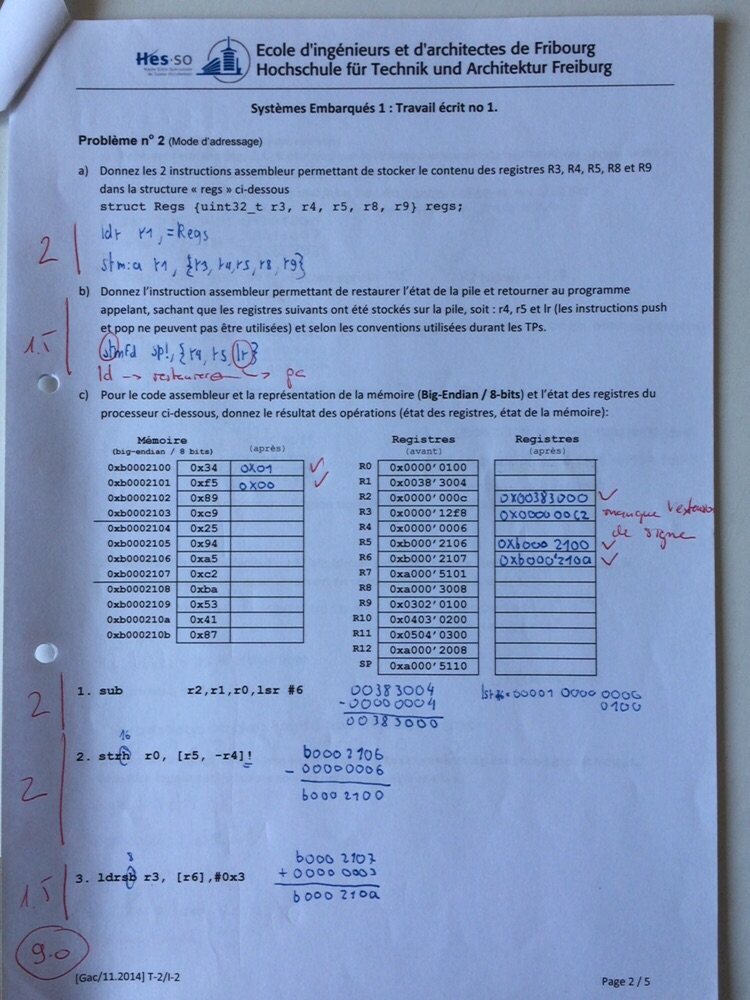 Hes·so
Ecole d'ingénieurs et d'architectes de Fribourg
Hochschule für Technik und Architektur Freiburg
Systèmes Embarqués 1 : Travail écrit no 1.
Problème nº 2 (Mode d'adressage)
a) Donnez les 2 instructions assembleur permettant de stocker le contenu des registres R3, R4, R5, R8 et R9
dans la structure « regs » ci-dessous
struct Regs {uint32_t r3, r4, r5, r8, r9} regs;
ldr r1, =Regs
2
stmia r1, {r3, r4, r5, r8, r9}
b) Donnez l'instruction assembleur permettant de restaurer l'état de la pile et retourner au programme
appelant, sachant que les registres suivants ont été stockés sur la pile, soit : r4, r5 et lr (les instructions push
et pop ne peuvent pas être utilisées) et selon les conventions utilisées durant les TPs.
1.5
stmfd sp!, {r4, r5, lr}
ld → restaurer → pc
c) Pour le code assembleur et la représentation de la mémoire (Big-Endian / 8-bits) et l'état des registres du
processeur ci-dessous, donnez le résultat des opérations (état des registres, état de la mémoire):
Mémoire Registres Registres
(big-endian / 8 bits) (après) (avant) (après)
0xb0002100 0x34 0x01 R0 0x0000'0100
0xb0002101 0xf5 0x00 R1 0x0038'3004
0xb0002102 0x89 R2 0x0000'000c 0x00383000
0xb0002103 0xc9 R3 0x0000'12f8 0x000000C2 manque l'extension
de signe
0xb0002104 0x25 R4 0x0000'0006
0xb0002105 0x94 R5 0xb000'2106 0xb000 2100
0xb0002106 0xa5 R6 0xb000'2107 0xb000'210a
0xb0002107 0xc2 R7 0xa000'5101
0xb0002108 0xba R8 0xa000'3008
0xb0002109 0x53 R9 0x0302'0100
0xb000210a 0x41 R10 0x0403'0200
0xb000210b 0x87 R11 0x0504'0300
R12 0xa000'2008
SP 0xa000'5110
2
1. sub r2,r1,r0,lsr #6
00383004
-00000004
00383000
0100
16
2
2. strh r0, [r5, -r4]!
b0002106
- 00000006
b0002100
8
1.5
3. ldrsb r3, [r6],#0x3
b0002107
+ 00000003
b000210a
9.0
[Gac/11.2014] T-2/I-2
Page 2 / 5